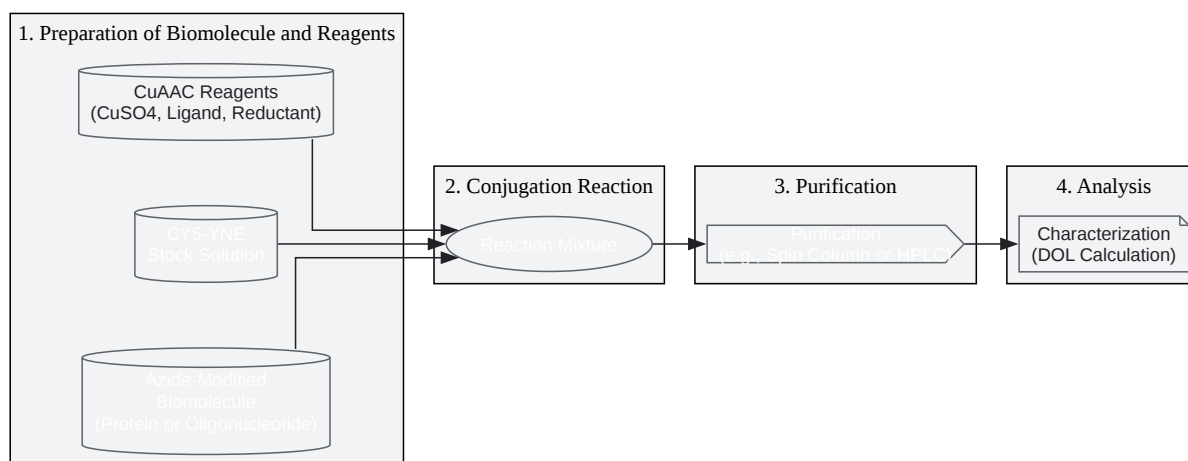 1. Preparation of Biomolecule and Reagents
CuAAC Reagents
(CuSO4, Ligand, Reductant)
CY5-YNE
Stock Solution
Azide-Modified
Biomolecule
(Protein or Oligonucleotide)
2. Conjugation Reaction
Reaction Mixture
3. Purification
Purification
(e.g., Spin Column or HPLC)
4. Analysis
Characterization
(DOL Calculation)